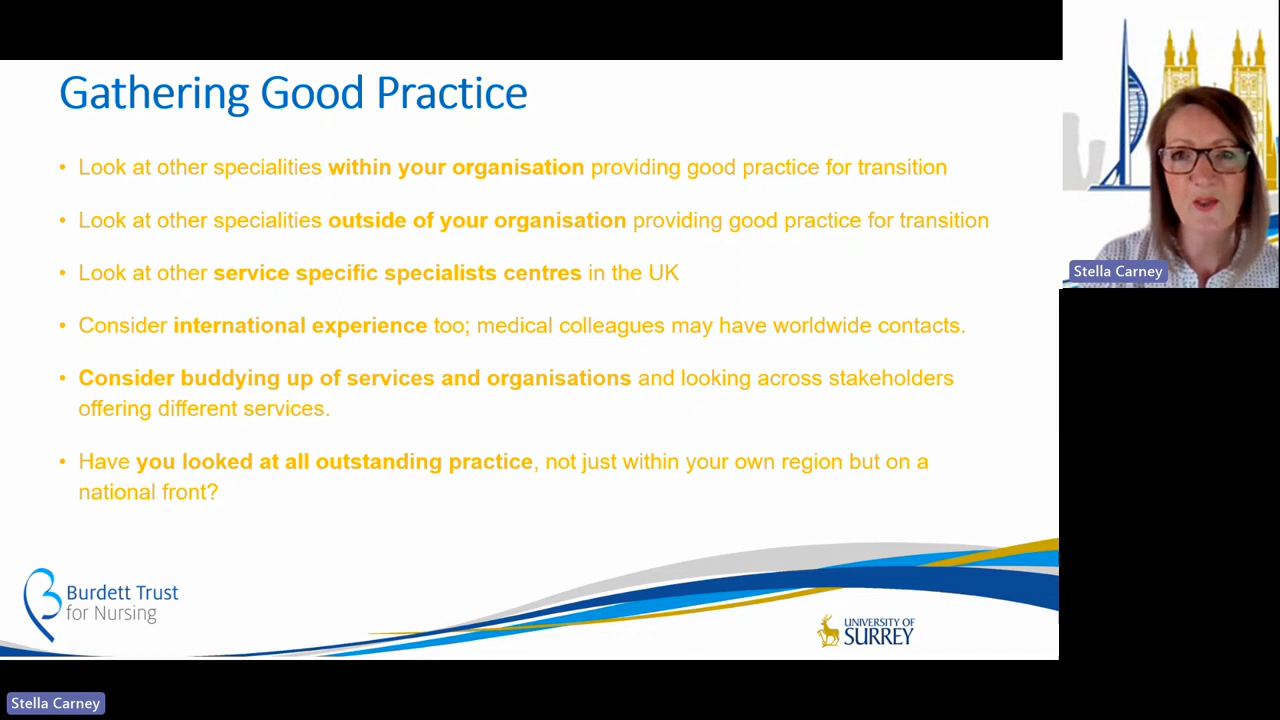 Gathering Good Practice
• Look at other specialities within your organisation providing good practice for transition
• Look at other specialities outside of your organisation providing good practice for transition
• Look at other service specific specialists centres in the UK
• Consider international experience too; medical colleagues may have worldwide contacts.
• Consider buddying up of services and organisations and looking across stakeholders
offering different services.
• Have you looked at all outstanding practice, not just within your own region but on a
national front?
Burdett Trust
for Nursing
UNIVERSITY OF
SURREY
Stella Carney
Stella Carney